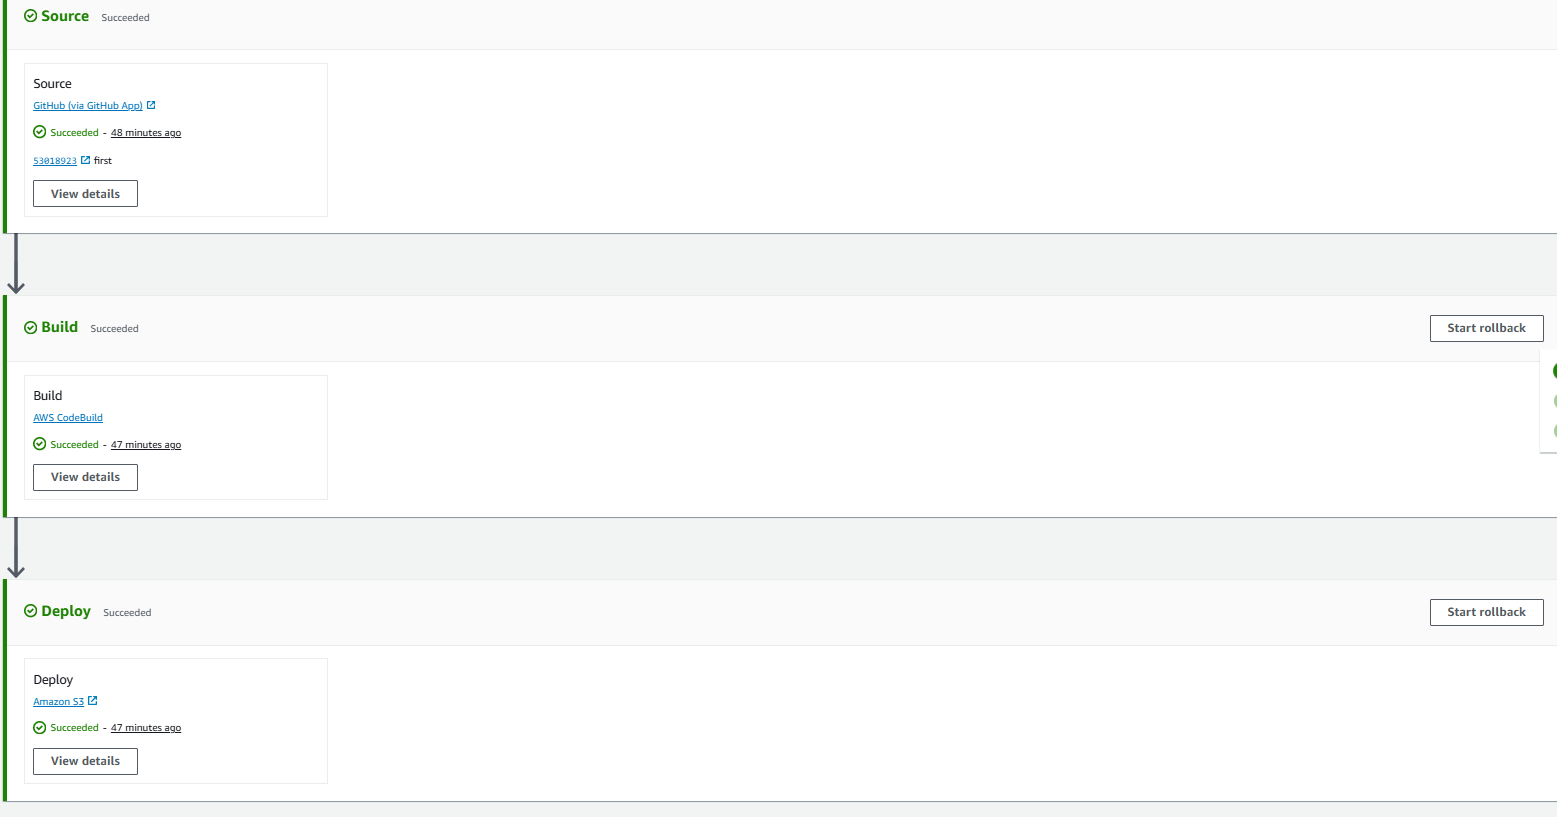 Source Succeeded
Source
GitHub (via GitHub App)
Succeeded - 48 minutes ago
53018923 first
View details
Build Succeeded
Start rollback
Build
AWS CodeBuild
Succeeded - 47 minutes ago
View details
Deploy Succeeded
Start rollback
Deploy
Amazon S3
Succeeded - 47 minutes ago
View details